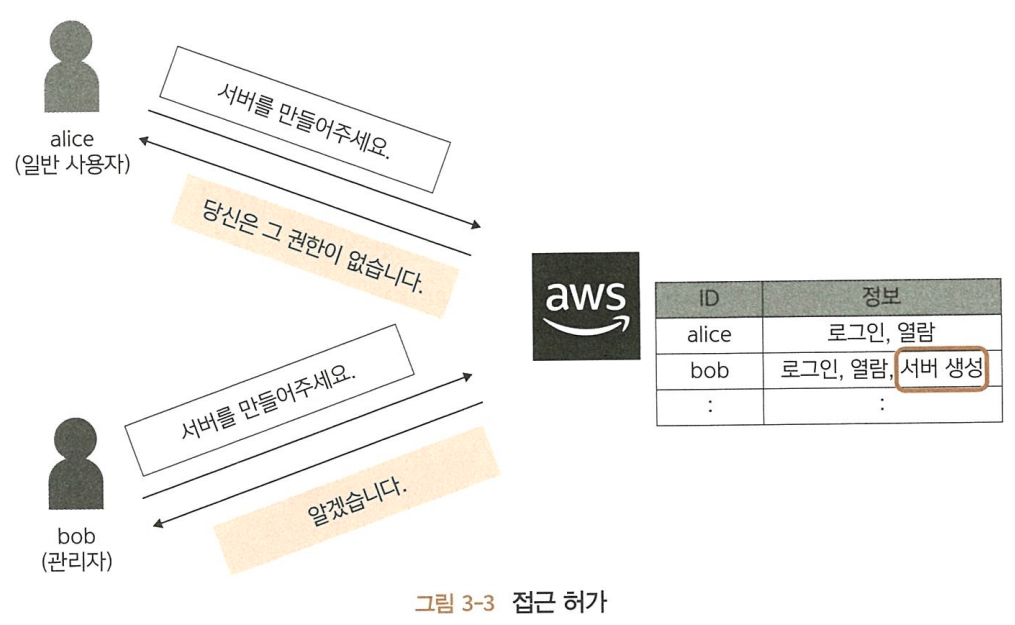 서버를 만들어주세요.
alice
(일반 사용자)
당신은 그 권한이 없습니다.
aws
ID 정보
alice 로그인, 열람
bob 로그인, 열람, 서버 생성
: :
서버를 만들어주세요.
알겠습니다.
bob
(관리자)
그림 3-3 접근 허가